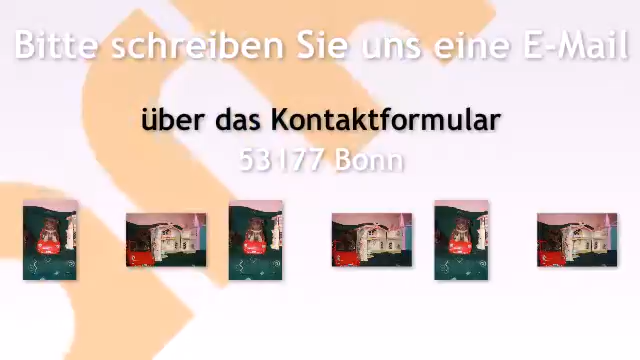 Bitte schreiben Sie uns eine E-Mail
über das Kontaktformular
53177 Bonn